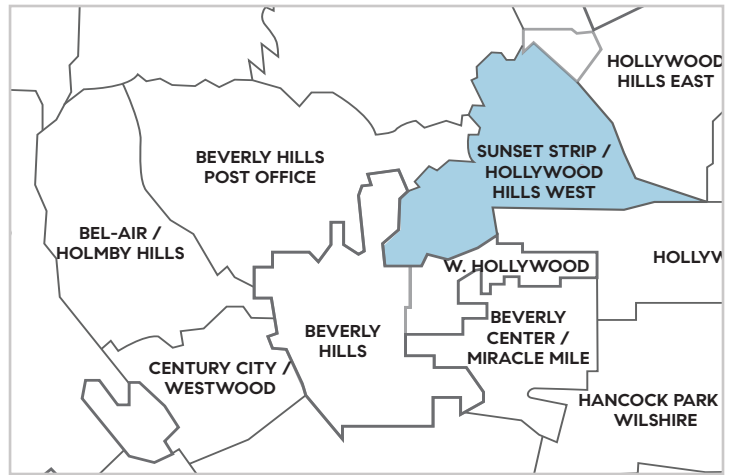 HOLLYWOOD
HILLS EAST
SUNSET STRIP /
HOLLYWOOD
HILLS WEST
BEVERLY HILLS
POST OFFICE
BEL-AIR /
HOLMBY HILLS
W. HOLLYWOOD
HOLLYW
BEVERLY
CENTER /
MIRACLE MILE
BEVERLY
HILLS
CENTURY CITY /
WESTWOOD
HANCOCK PARK
WILSHIRE